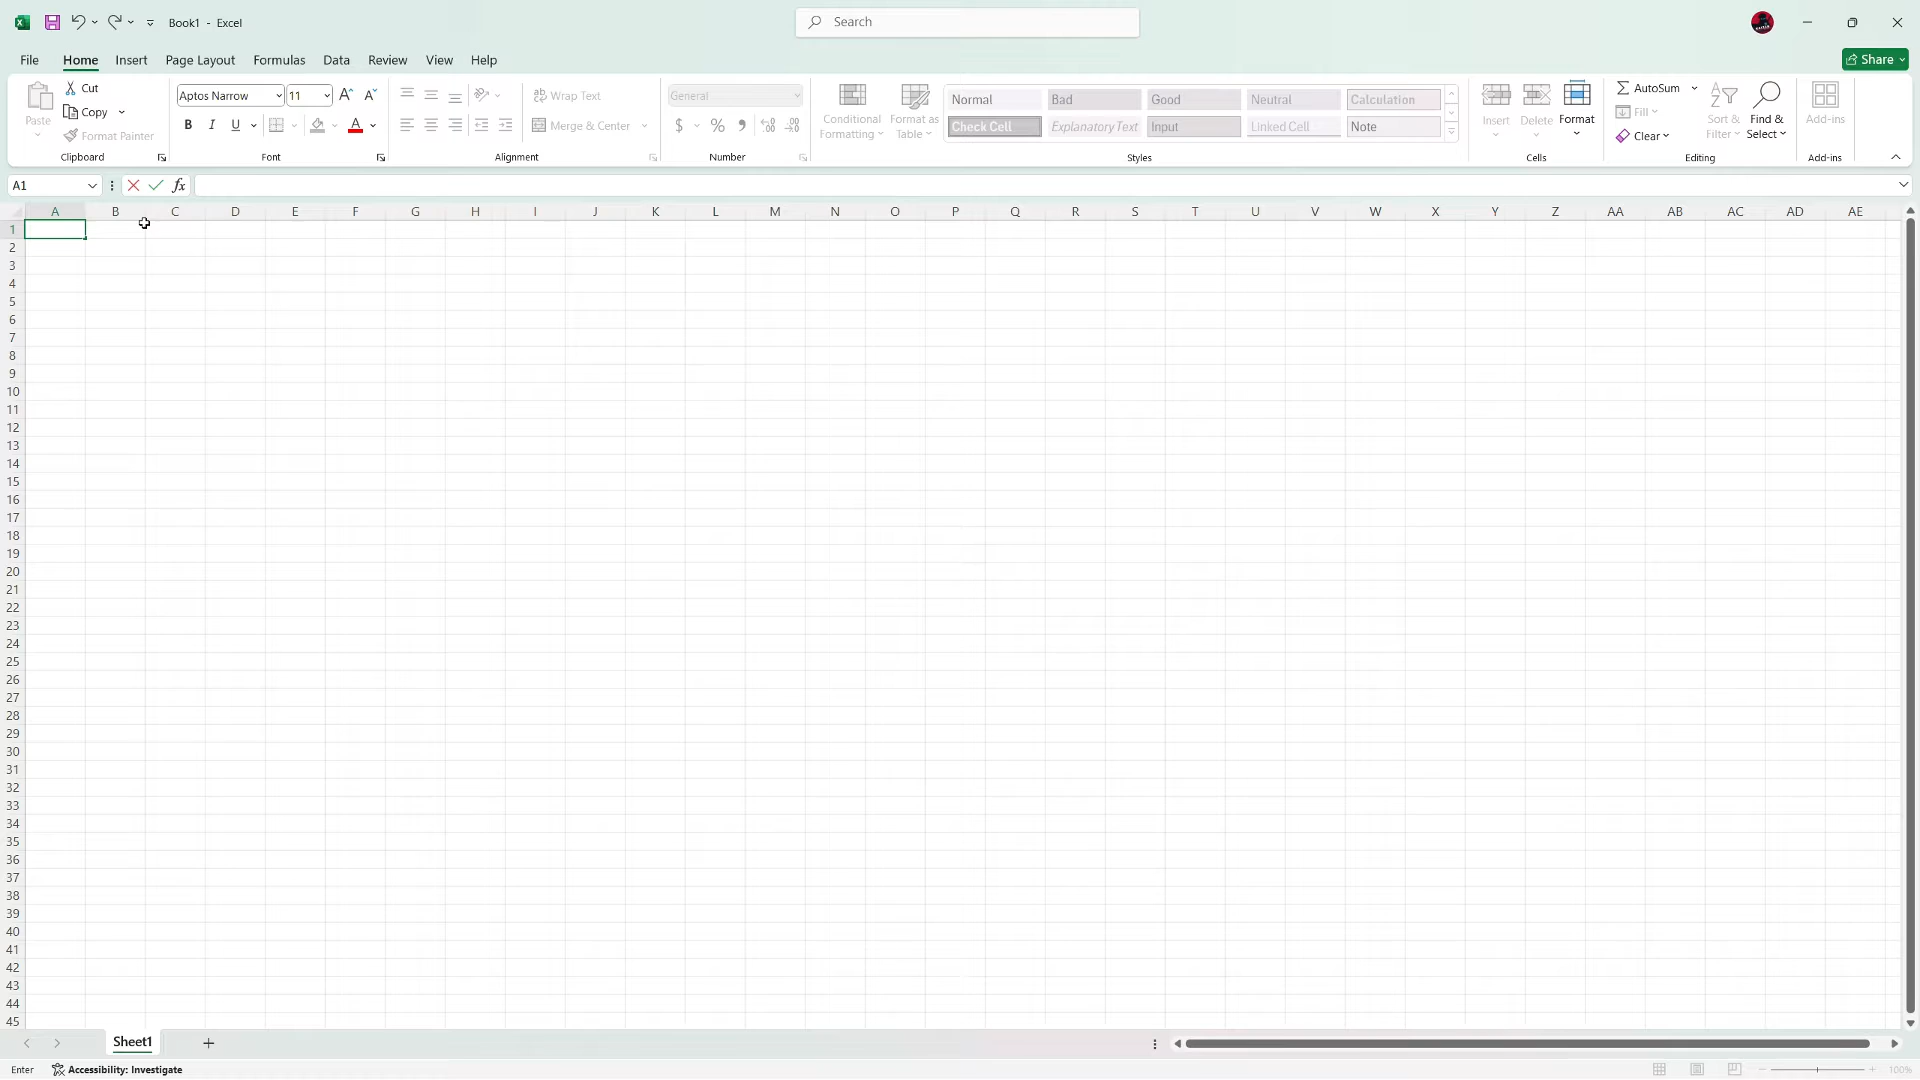 Book1 - Excel
Search
File Home Insert Page Layout Formulas Data Review View Help
Share
Paste
Cut
Copy
Format Painter
Clipboard
Aptos Narrow 11
B I U
Font
Wrap Text
Merge & Center
Alignment
General
$ % ,
Number
Conditional Formatting
Format as Table
Normal Bad Good Neutral Calculation
Check Cell Explanatory Text Input Linked Cell Note
Styles
Insert Delete Format
Cells
AutoSum
Fill
Clear
Sort & Filter
Find & Select
Editing
Add-ins
Add-ins
A1 fx
A B C D E F G H I J K L M N O P Q R S T U V W X Y Z AA AB AC AD AE
1
2
3
4
5
6
7
8
9
10
11
12
13
14
15
16
17
18
19
20
21
22
23
24
25
26
27
28
29
30
31
32
33
34
35
36
37
38
39
40
41
42
43
44
45
Sheet1
Enter Accessibility: Investigate 100%